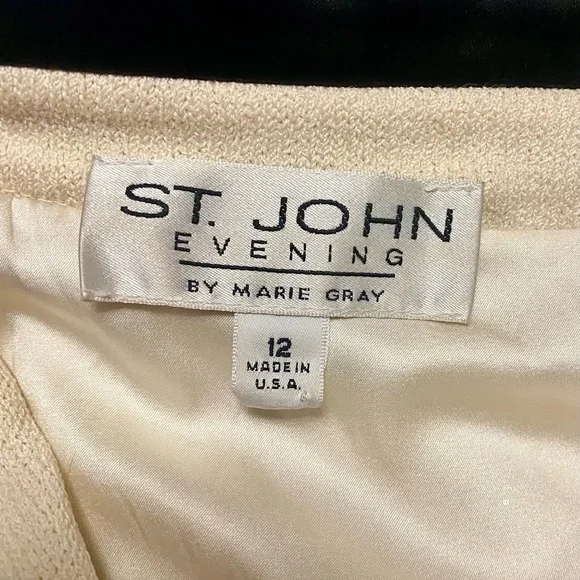 ST. JOHN
EVENING
BY MARIE GRAY
12
MADE IN
U.S.A.